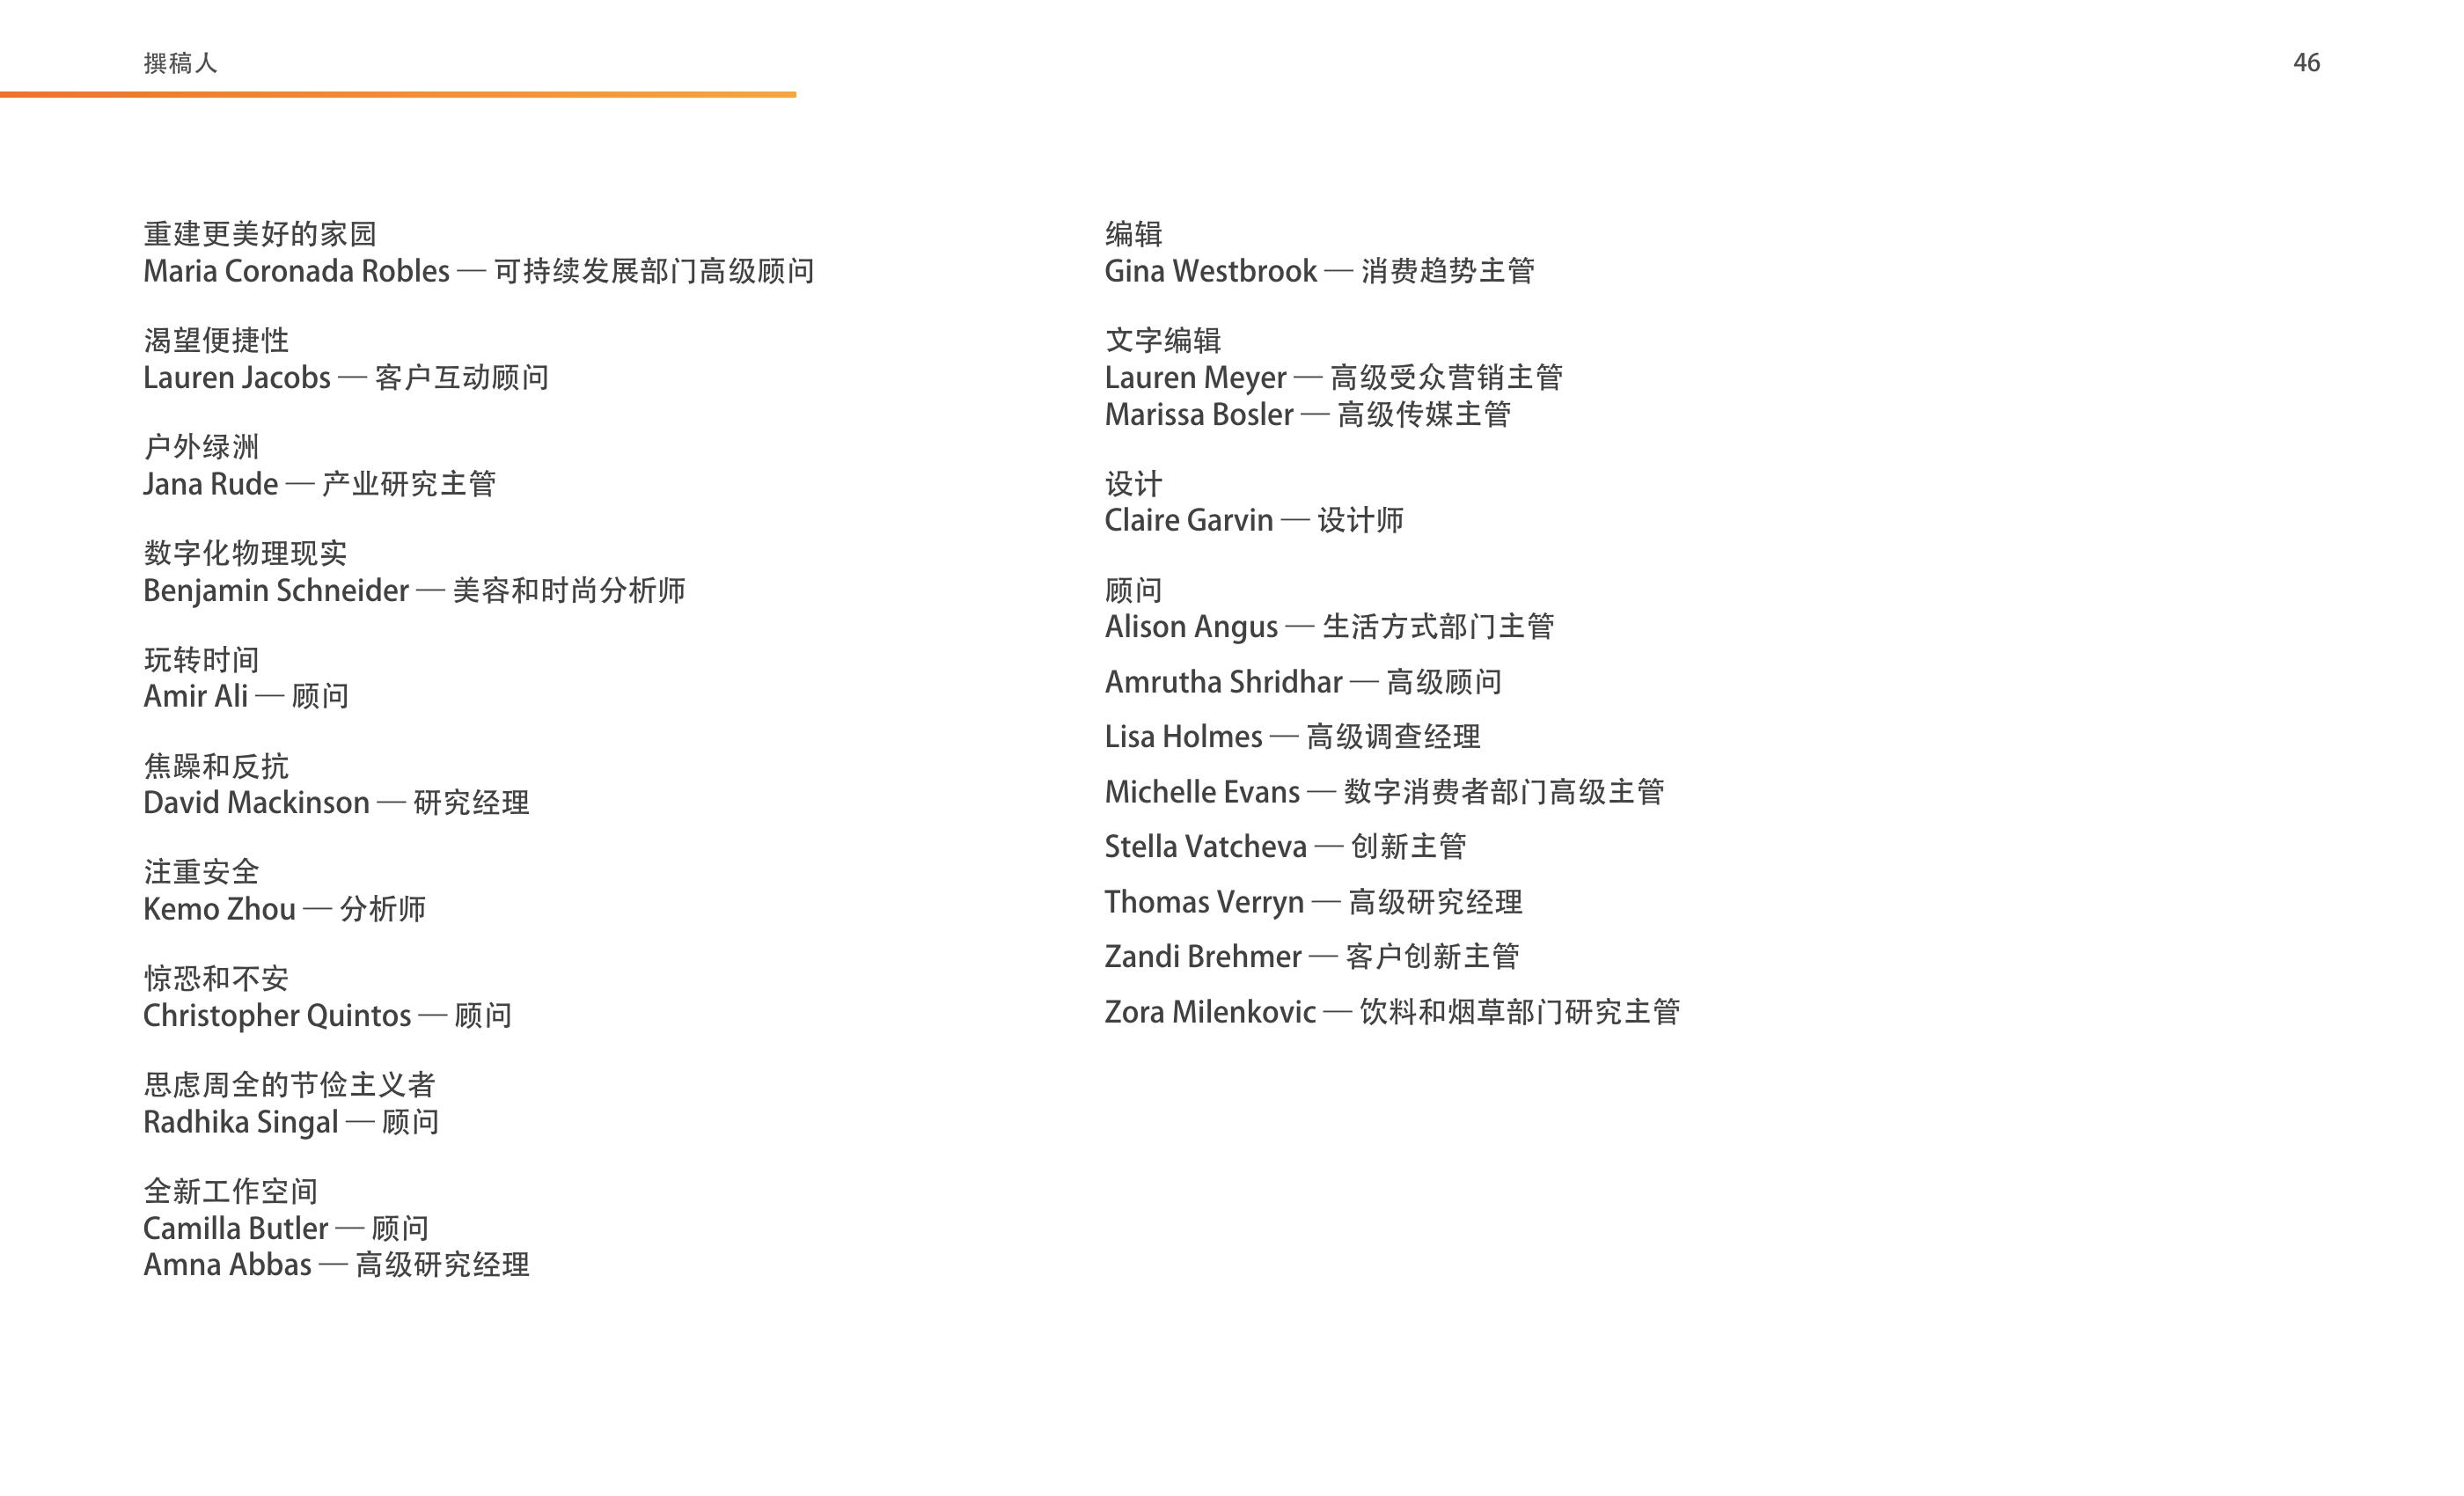 撰稿人
46
重建更美好的家园
Maria Coronada Robles — 可持续发展部门高级顾问
渴望便捷性
Lauren Jacobs — 客户互动顾问
户外绿洲
Jana Rude — 产业研究主管
数字化物理现实
Benjamin Schneider — 美容和时尚分析师
玩转时间
Amir Ali — 顾问
焦躁和反抗
David Mackinson — 研究经理
注重安全
Kemo Zhou — 分析师
惊恐和不安
Christopher Quintos — 顾问
思虑周全的节俭主义者
Radhika Singal — 顾问
全新工作空间
Camilla Butler — 顾问
Amna Abbas — 高级研究经理
编辑
Gina Westbrook — 消费趋势主管
文字编辑
Lauren Meyer — 高级受众营销主管
Marissa Bosler — 高级传媒主管
设计
Claire Garvin — 设计师
顾问
Alison Angus — 生活方式部门主管
Amrutha Shridhar — 高级顾问
Lisa Holmes — 高级调查经理
Michelle Evans — 数字消费者部门高级主管
Stella Vatcheva — 创新主管
Thomas Verryn — 高级研究经理
Zandi Brehmer — 客户创新主管
Zora Milenkovic — 饮料和烟草部门研究主管